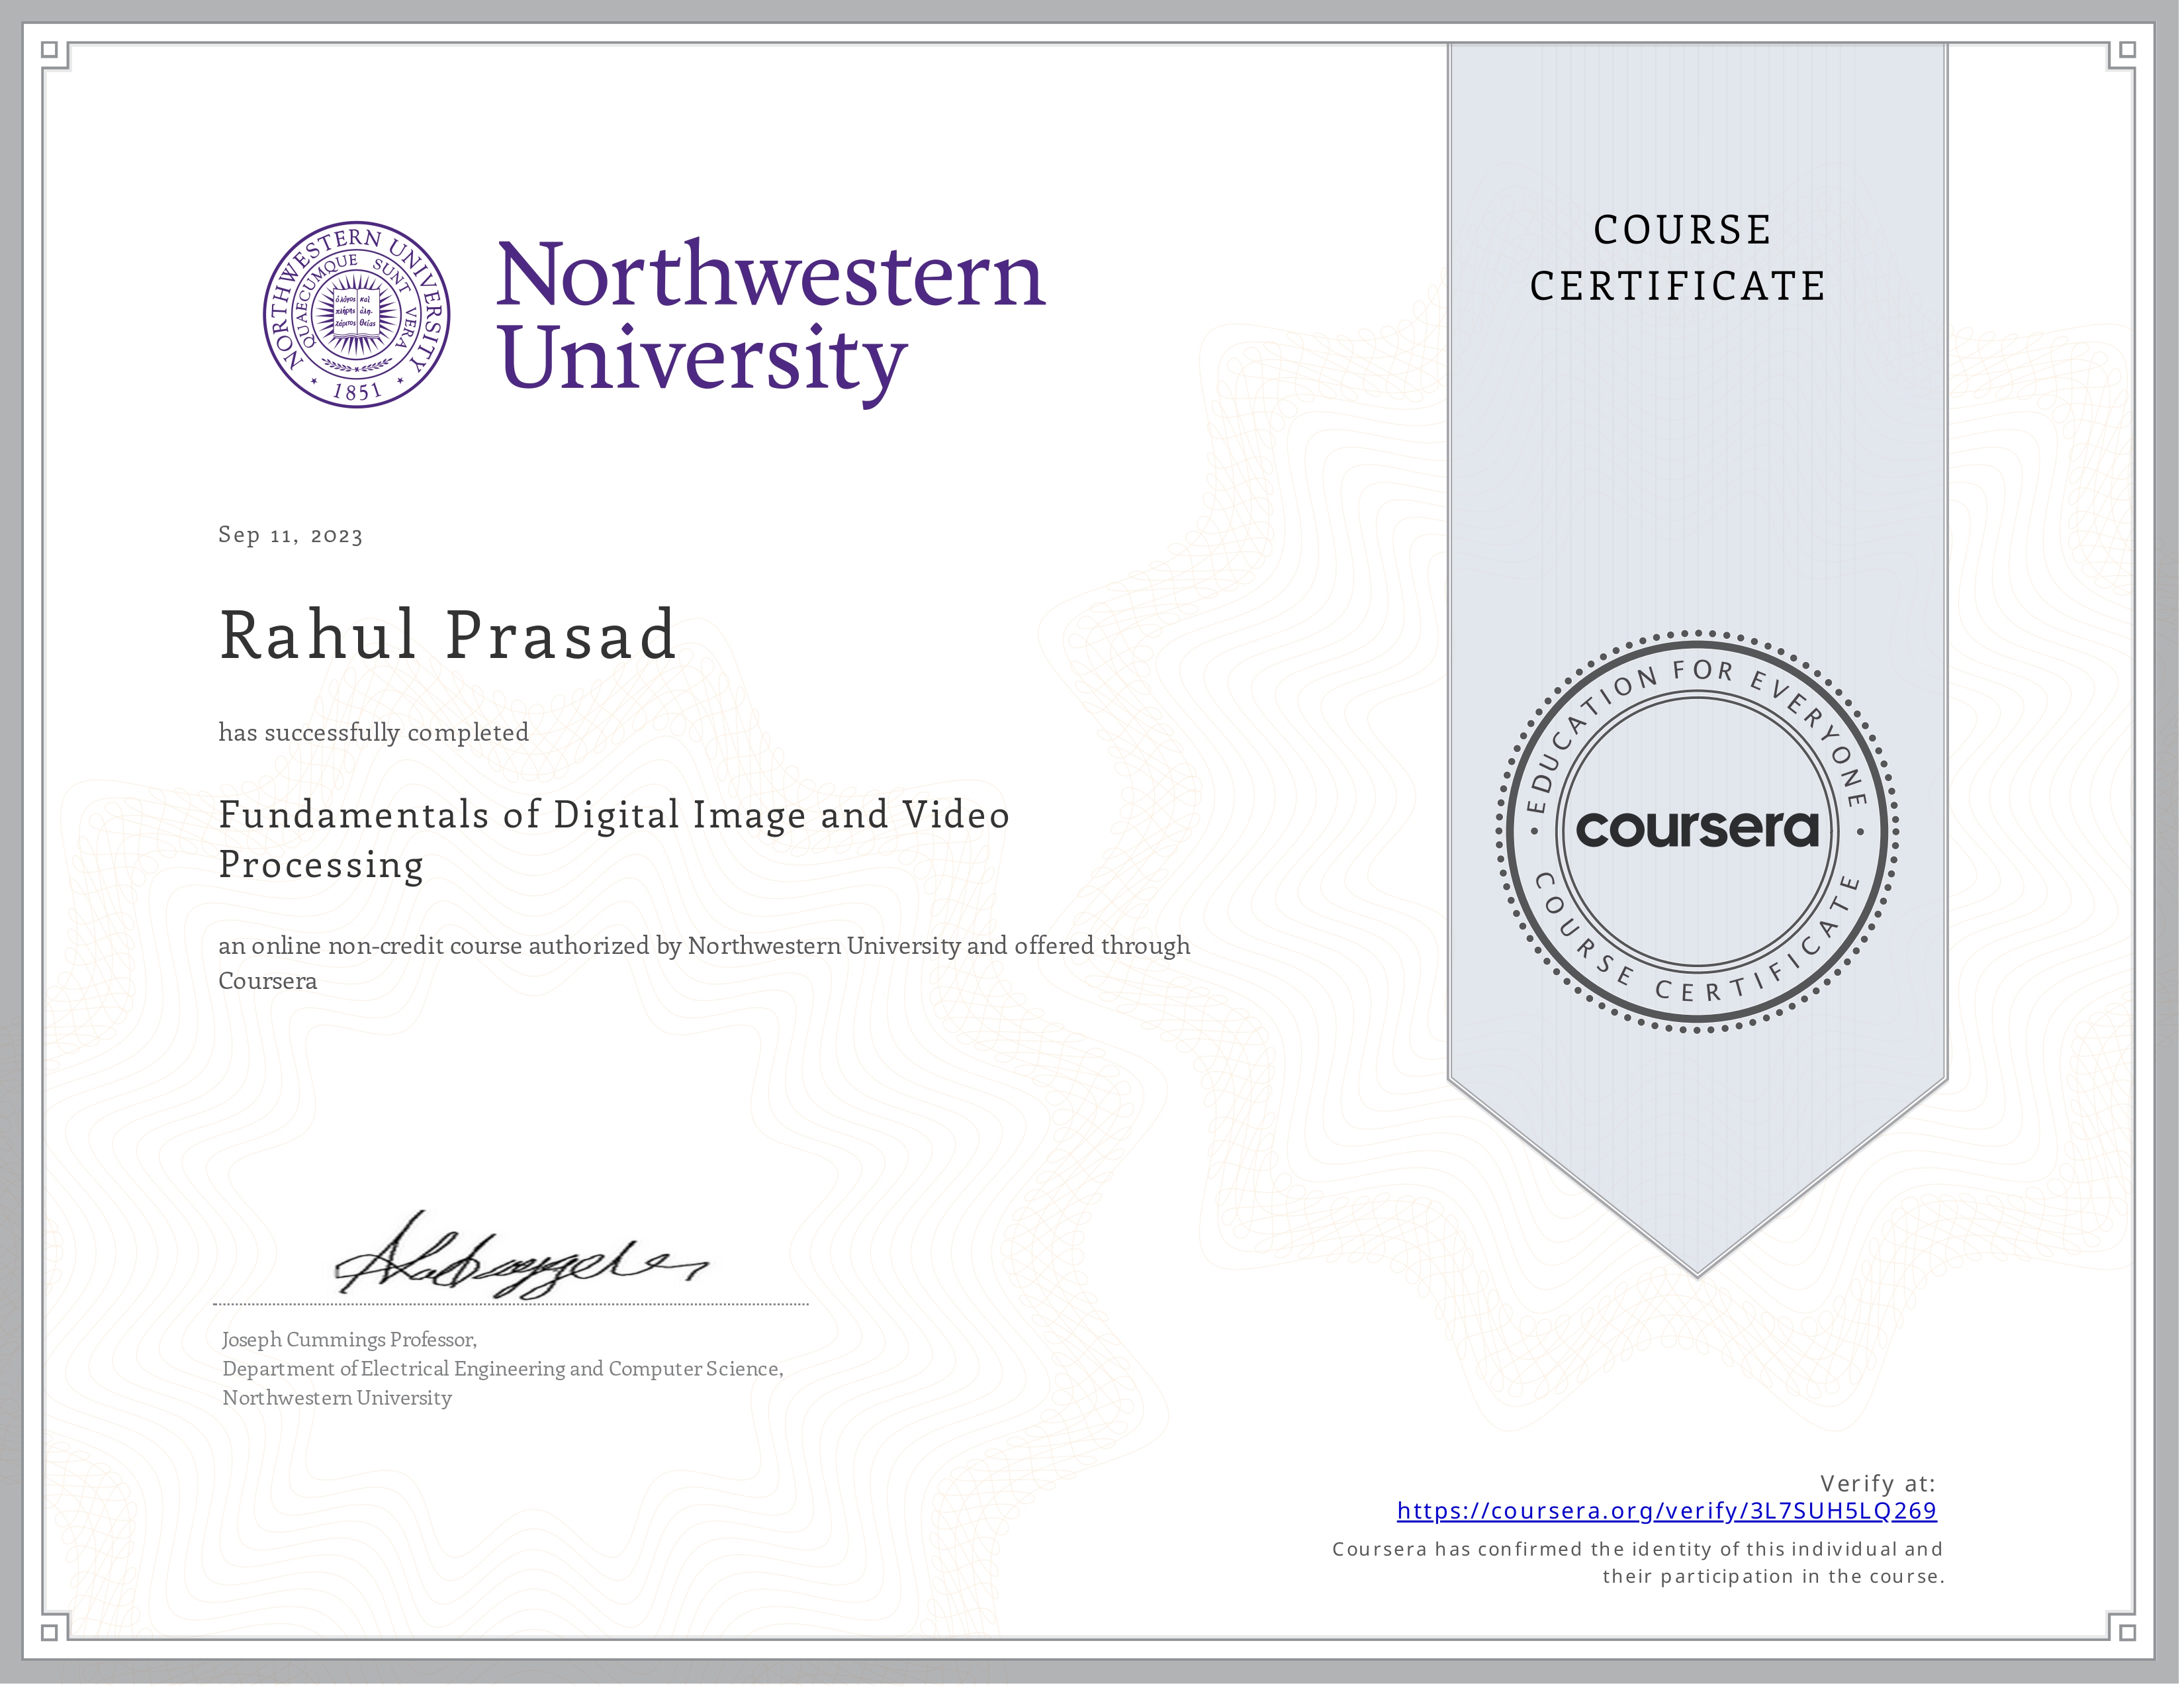 NORTHWESTERN UNIVERSITY
QUAECUMQUE SUNT VERA
ὁ λόγος καὶ
πλήρης ἀλη-
χάριτος θείας
1851
Northwestern
University
COURSE
CERTIFICATE
Sep 11, 2023
Rahul Prasad
has successfully completed
Fundamentals of Digital Image and Video
Processing
an online non-credit course authorized by Northwestern University and offered through
Coursera
EDUCATION FOR EVERYONE
coursera
COURSE CERTIFICATE
Joseph Cummings Professor,
Department of Electrical Engineering and Computer Science,
Northwestern University
Verify at:
https://coursera.org/verify/3L7SUH5LQ269
Coursera has confirmed the identity of this individual and
their participation in the course.